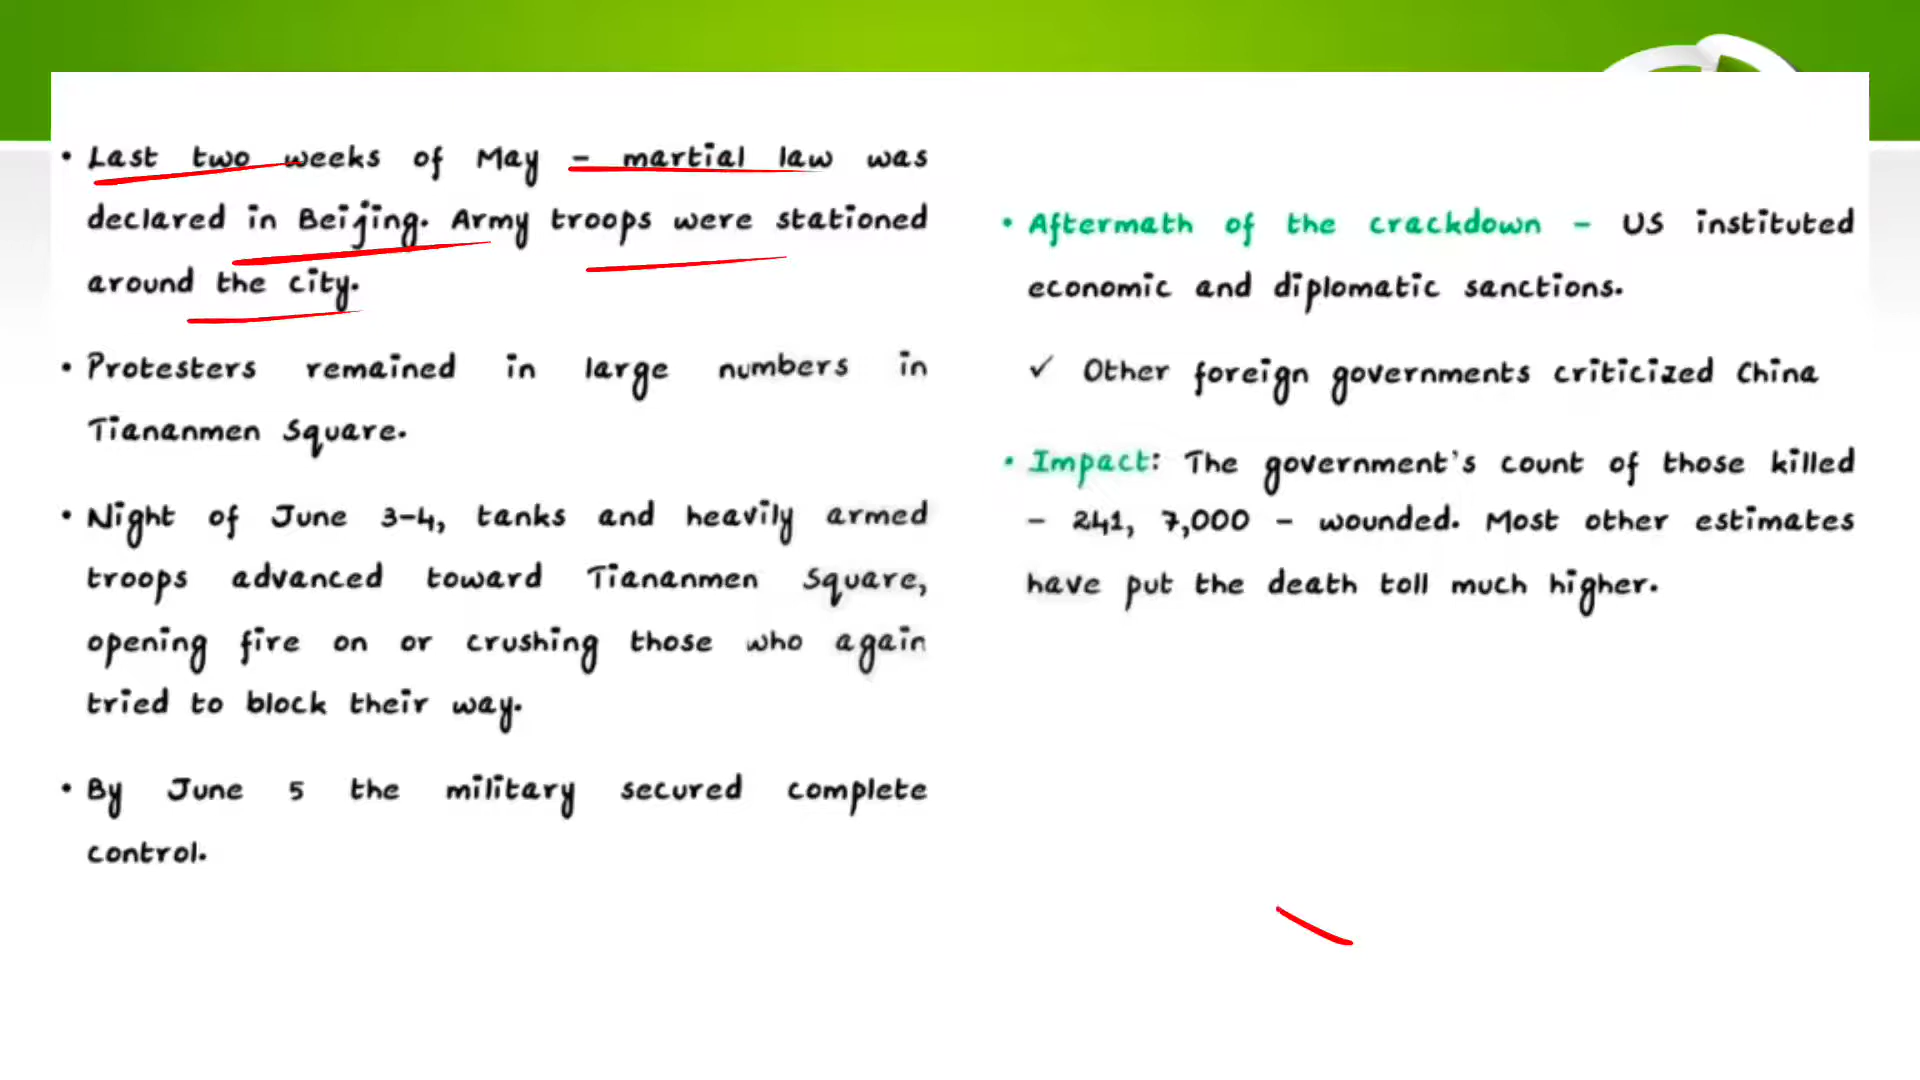 • Last two weeks of May – martial law was
declared in Beijing. Army troops were stationed
around the city.
• Protesters remained in large numbers in
Tiananmen Square.
• Night of June 3-4, tanks and heavily armed
troops advanced toward Tiananmen Square,
opening fire on or crushing those who again
tried to block their way.
• By June 5 the military secured complete
control.
• Aftermath of the crackdown – US instituted
economic and diplomatic sanctions.
✓ Other foreign governments criticized China
• Impact: The government's count of those killed
– 241, 7,000 – wounded. Most other estimates
have put the death toll much higher.